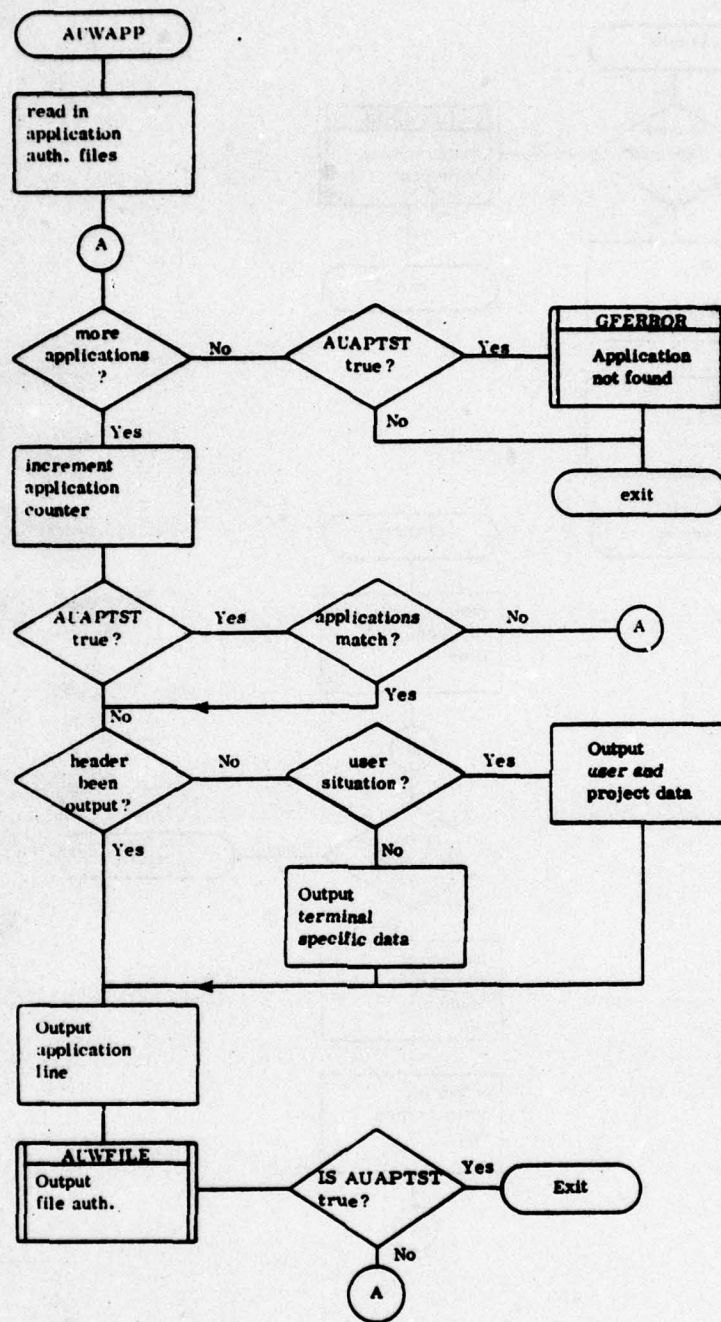 AUWAPP
read in
application
auth. files
A
more
applications
?
No
AUAPTST
true?
Yes
GFERROR
Application
not found
No
Yes
exit
increment
application
counter
AUAPTST
true?
Yes
applications
match?
No
A
Yes
No
header
been
output?
No
user
situation?
Yes
Output
user and
project data
Yes
No
Output
terminal
specific data
Output
application
line
AUWFILE
Output
file auth.
IS AUAPTST
true?
Yes
Exit
No
A